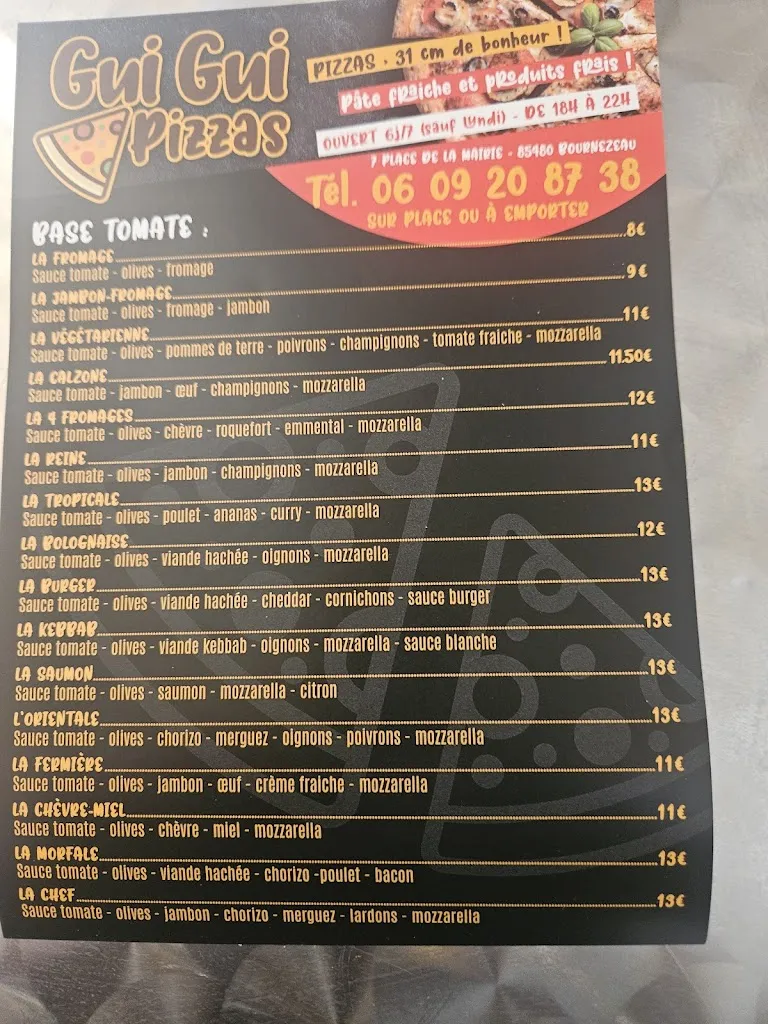 Gui Gui
Pizzas
PIZZAS • 31 cm de bonheur !
Pâte fraiche et produits frais !
OUVERT 6j/7 (sauf lundi) - DE 18H À 22H
7 PLACE DE LA MAIRIE - 85480 BOURNEZEAU
Tél. 06 09 20 87 38
SUR PLACE OU À EMPORTER
BASE TOMATE :
LA FROMAGE 8€
Sauce tomate - olives - fromage
LA JAMBON-FROMAGE 9€
Sauce tomate - olives - fromage - jambon
LA VÉGÉTARIENNE 11€
Sauce tomate - olives - pommes de terre - poivrons - champignons - tomate fraiche - mozzarella
LA CALZONE 11.50€
Sauce tomate - jambon - œuf - champignons - mozzarella
LA 4 FROMAGES 12€
Sauce tomate - olives - chèvre - roquefort - emmental - mozzarella
LA REINE 11€
Sauce tomate - olives - jambon - champignons - mozzarella
LA TROPICALE 13€
Sauce tomate - olives - poulet - ananas - curry - mozzarella
LA BOLOGNAISE 12€
Sauce tomate - olives - viande hachée - oignons - mozzarella
LA BURGER 13€
Sauce tomate - olives - viande hachée - cheddar - cornichons - sauce burger
LA KEBBAB 13€
Sauce tomate - olives - viande kebbab - oignons - mozzarella - sauce blanche
LA SAUMON 13€
Sauce tomate - olives - saumon - mozzarella - citron
L'ORIENTALE 13€
Sauce tomate - olives - chorizo - merguez - oignons - poivrons - mozzarella
LA FERMIÈRE 11€
Sauce tomate - olives - jambon - œuf - crème fraiche - mozzarella
LA CHÈVRE-MIEL 11€
Sauce tomate - olives - chèvre - miel - mozzarella
LA MORFALE 13€
Sauce tomate - olives - viande hachée - chorizo -poulet - bacon
LA CHEF 13€
Sauce tomate - olives - jambon - chorizo - merguez - lardons - mozzarella